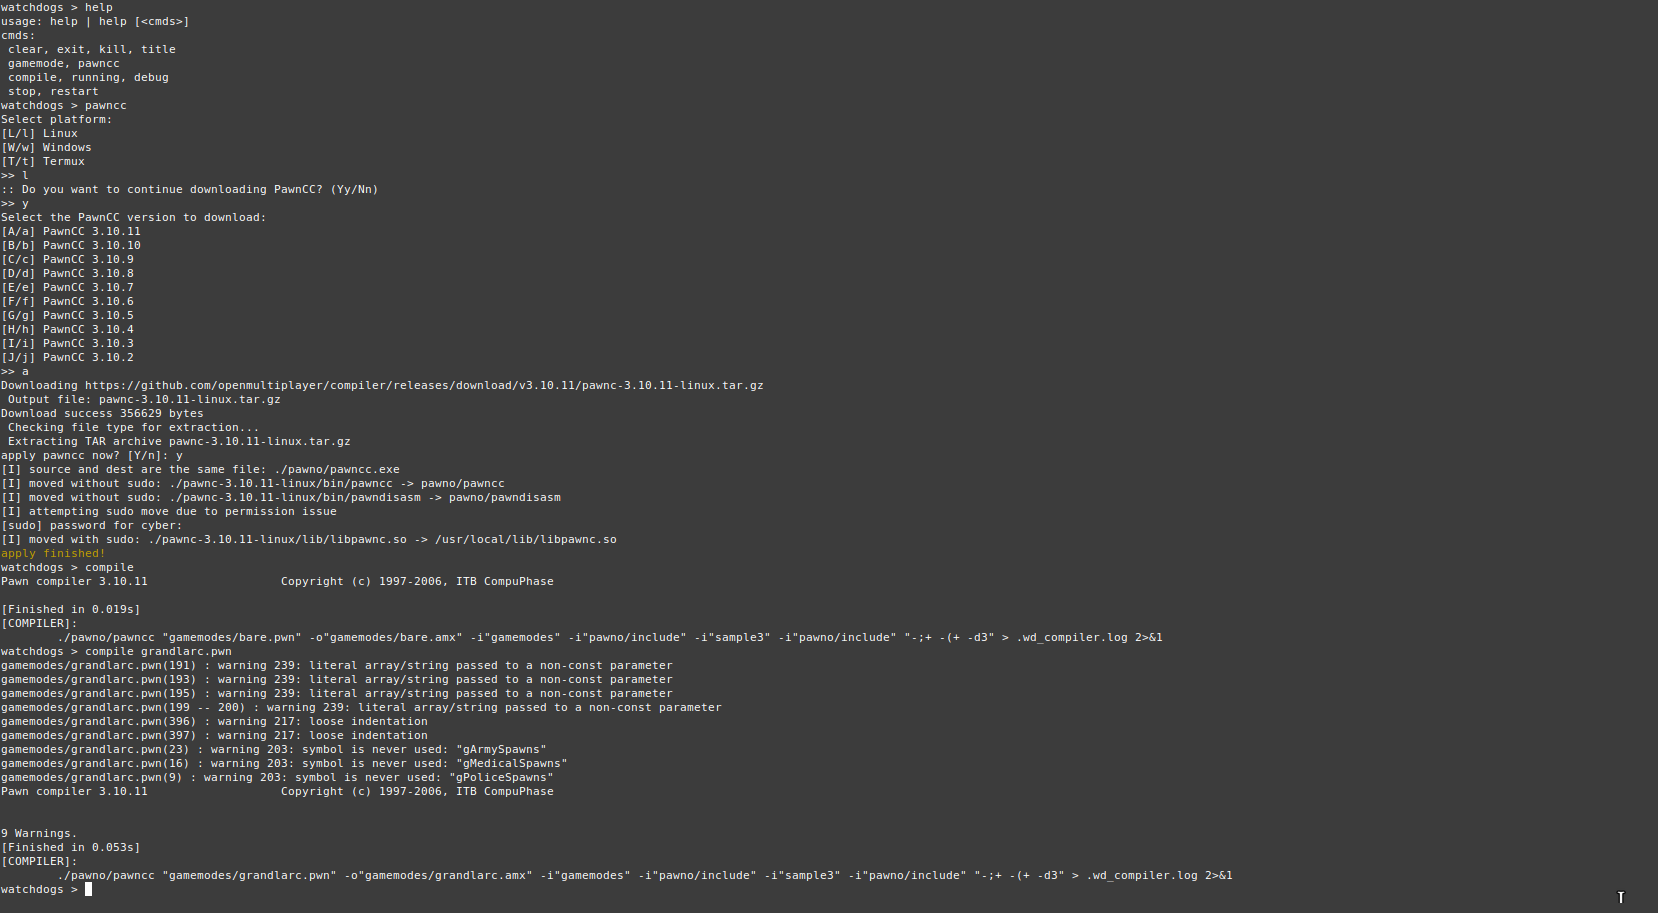 watchdogs > help
usage: help | help [<cmds>]
cmds:
 clear, exit, kill, title
 gamemode, pawncc
 compile, running, debug
 stop, restart
watchdogs > pawncc
Select platform:
[L/l] Linux
[W/w] Windows
[T/t] Termux
>> l
:: Do you want to continue downloading PawnCC? (Yy/Nn)
>> y
Select the PawnCC version to download:
[A/a] PawnCC 3.10.11
[B/b] PawnCC 3.10.10
[C/c] PawnCC 3.10.9
[D/d] PawnCC 3.10.8
[E/e] PawnCC 3.10.7
[F/f] PawnCC 3.10.6
[G/g] PawnCC 3.10.5
[H/h] PawnCC 3.10.4
[I/i] PawnCC 3.10.3
[J/j] PawnCC 3.10.2
>> a
Downloading https://github.com/openmultiplayer/compiler/releases/download/v3.10.11/pawnc-3.10.11-linux.tar.gz
 Output file: pawnc-3.10.11-linux.tar.gz
Download success 356629 bytes
 Checking file type for extraction...
 Extracting TAR archive pawnc-3.10.11-linux.tar.gz
apply pawncc now? [Y/n]: y
[I] source and dest are the same file: ./pawno/pawncc.exe
[I] moved without sudo: ./pawnc-3.10.11-linux/bin/pawncc -> pawno/pawncc
[I] moved without sudo: ./pawnc-3.10.11-linux/bin/pawndisasm -> pawno/pawndisasm
[I] attempting sudo move due to permission issue
[sudo] password for cyber:
[I] moved with sudo: ./pawnc-3.10.11-linux/lib/libpawnc.so -> /usr/local/lib/libpawnc.so
apply finished!
watchdogs > compile
Pawn compiler 3.10.11                   Copyright (c) 1997-2006, ITB CompuPhase
[Finished in 0.019s]
[COMPILER]:
        ./pawno/pawncc "gamemodes/bare.pwn" -o"gamemodes/bare.amx" -i"gamemodes" -i"pawno/include" -i"sample3" -i"pawno/include" "-;+ -(+ -d3" > .wd_compiler.log 2>&1
watchdogs > compile grandlarc.pwn
gamemodes/grandlarc.pwn(191) : warning 239: literal array/string passed to a non-const parameter
gamemodes/grandlarc.pwn(193) : warning 239: literal array/string passed to a non-const parameter
gamemodes/grandlarc.pwn(195) : warning 239: literal array/string passed to a non-const parameter
gamemodes/grandlarc.pwn(199 -- 200) : warning 239: literal array/string passed to a non-const parameter
gamemodes/grandlarc.pwn(396) : warning 217: loose indentation
gamemodes/grandlarc.pwn(397) : warning 217: loose indentation
gamemodes/grandlarc.pwn(23) : warning 203: symbol is never used: "gArmySpawns"
gamemodes/grandlarc.pwn(16) : warning 203: symbol is never used: "gMedicalSpawns"
gamemodes/grandlarc.pwn(9) : warning 203: symbol is never used: "gPoliceSpawns"
Pawn compiler 3.10.11                   Copyright (c) 1997-2006, ITB CompuPhase
9 Warnings.
[Finished in 0.053s]
[COMPILER]:
        ./pawno/pawncc "gamemodes/grandlarc.pwn" -o"gamemodes/grandlarc.amx" -i"gamemodes" -i"pawno/include" -i"sample3" -i"pawno/include" "-;+ -(+ -d3" > .wd_compiler.log 2>&1
watchdogs >